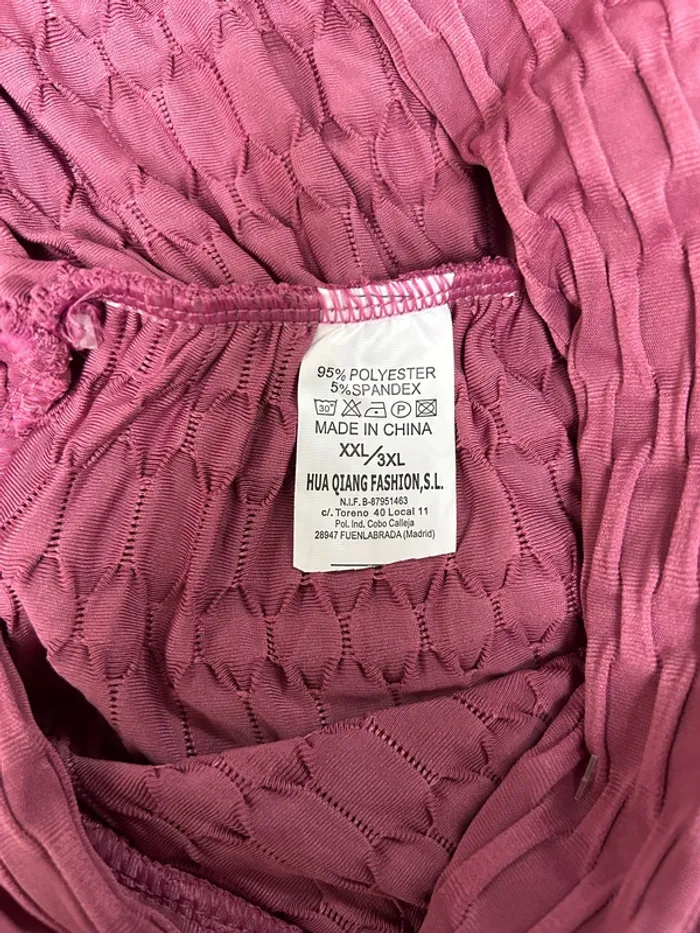 95% POLYESTER
5%SPANDEX
30°
P
MADE IN CHINA
XXL/3XL
HUA QIANG FASHION,S.L.
N.I.F. B-87951463
c/. Toreno 40 Local 11
Pol. Ind. Cobo Calleja
28947 FUENLABRADA (Madrid)